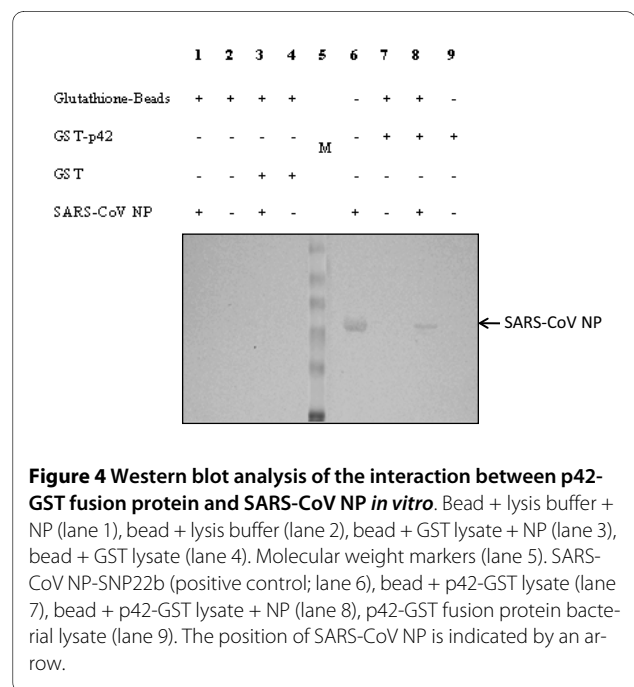 1 2 3 4 5 6 7 8 9
Glutathione-Beads + + + + - + + -
GST-p42 - - - - - + + +
M
GST - - + + - - - -
SARS-CoV NP + - + - + - + -
SARS-CoV NP
Figure 4 Western blot analysis of the interaction between p42-
GST fusion protein and SARS-CoV NP in vitro. Bead + lysis buffer +
NP (lane 1), bead + lysis buffer (lane 2), bead + GST lysate + NP (lane 3),
bead + GST lysate (lane 4). Molecular weight markers (lane 5). SARS-
CoV NP-SNP22b (positive control; lane 6), bead + p42-GST lysate (lane
7), bead + p42-GST lysate + NP (lane 8), p42-GST fusion protein bacte-
rial lysate (lane 9). The position of SARS-CoV NP is indicated by an ar-
row.